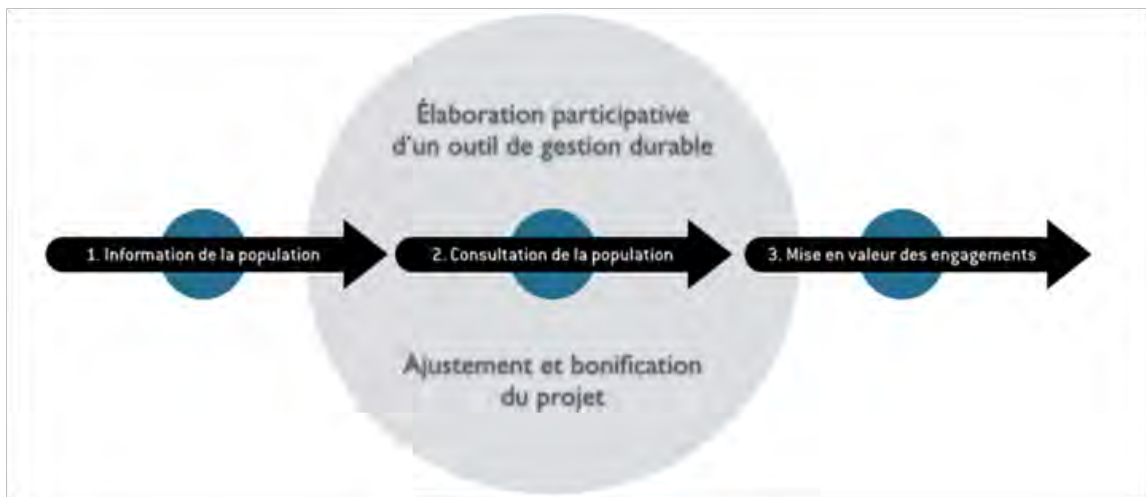 Élaboration participative
d'un outil de gestion durable
1. Information de la population
2. Consultation de la population
3. Mise en valeur des engagements
Ajustement et bonification
du projet